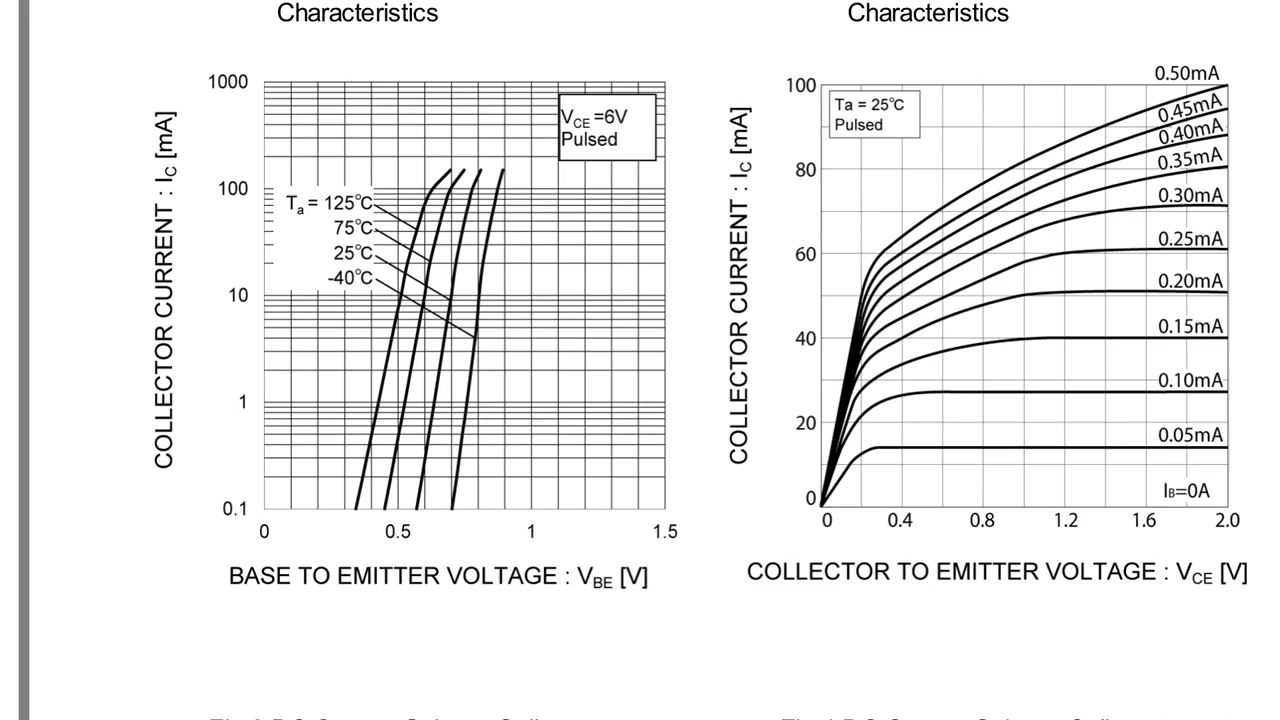 Characteristics
Characteristics
1000
100
10
1
0.1
0
0.5
1
1.5
COLLECTOR CURRENT : IC [mA]
VCE =6V
Pulsed
Ta = 125℃
75℃
25℃
-40℃
BASE TO EMITTER VOLTAGE : VBE [V]
100
80
60
40
20
0
0
0.4
0.8
1.2
1.6
2.0
COLLECTOR CURRENT : IC [mA]
Ta = 25℃
Pulsed
0.50mA
0.45mA
0.40mA
0.35mA
0.30mA
0.25mA
0.20mA
0.15mA
0.10mA
0.05mA
IB=0A
COLLECTOR TO EMITTER VOLTAGE : VCE [V]